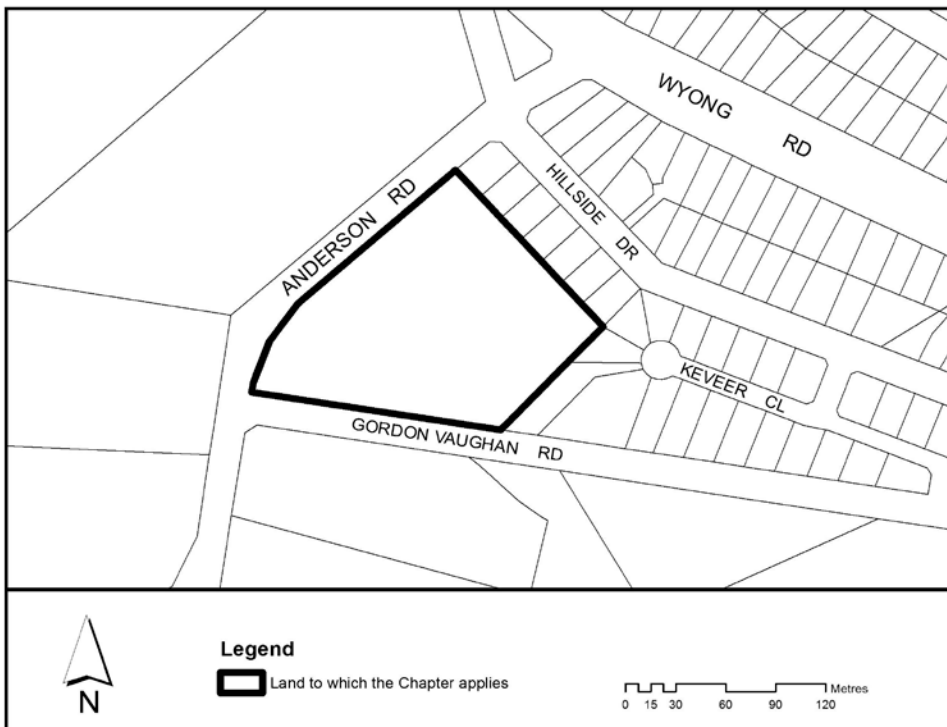 WYONG RD
HILLSIDE DR
ANDERSON RD
KEVEER CL
GORDON VAUGHAN RD
Legend
Land to which the Chapter applies
N
Metres
0 15 30 60 90 120